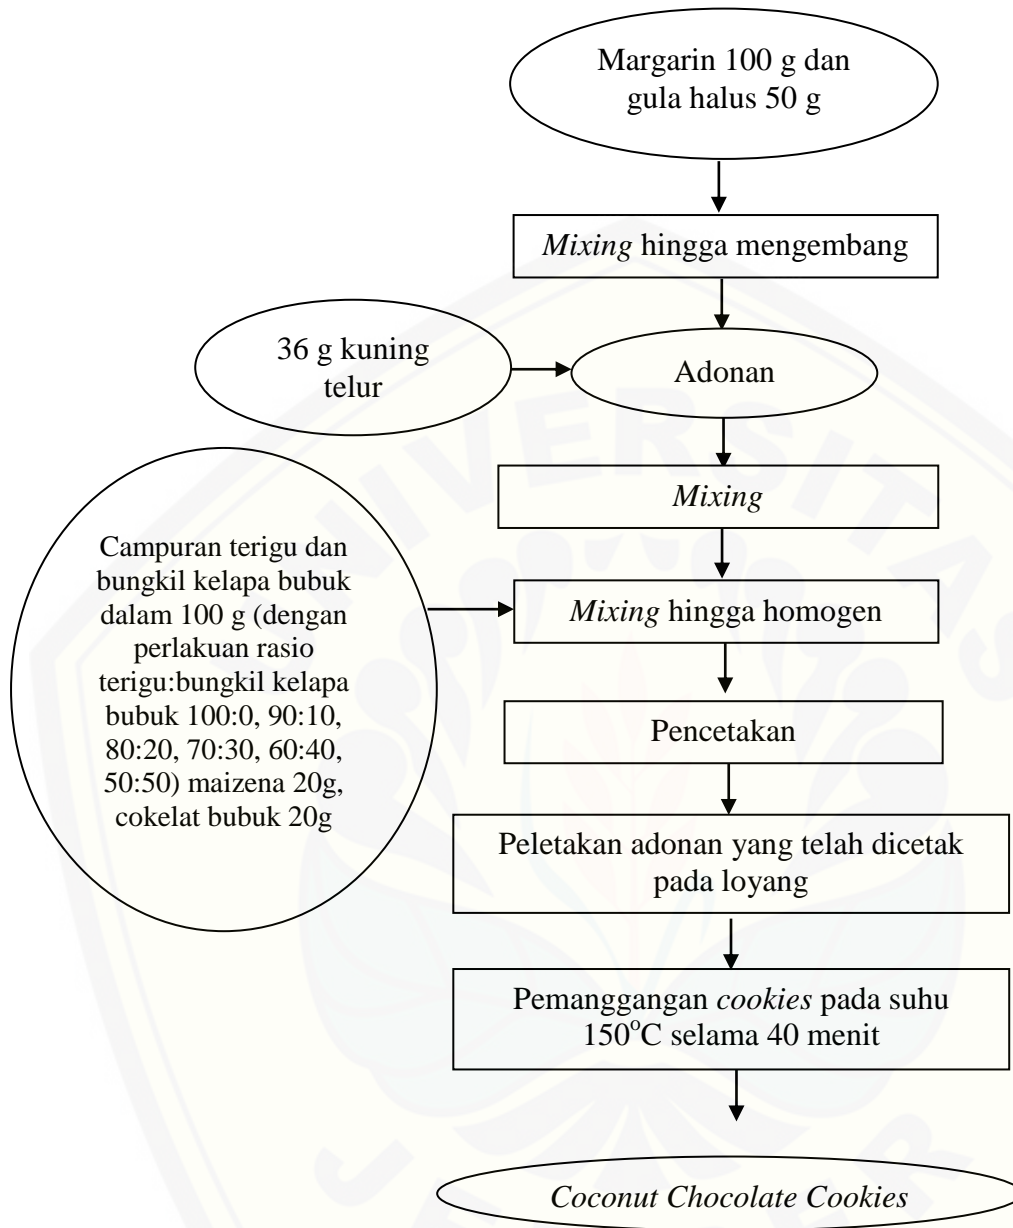 Margarin 100 g dan
gula halus 50 g
Mixing hingga mengembang
36 g kuning
telur
Adonan
Mixing
Campuran terigu dan
bungkil kelapa bubuk
dalam 100 g (dengan
perlakuan rasio
terigu:bungkil kelapa
bubuk 100:0, 90:10,
80:20, 70:30, 60:40,
50:50) maizena 20g,
cokelat bubuk 20g
Mixing hingga homogen
Pencetakan
Peletakan adonan yang telah dicetak
pada loyang
Pemanggangan cookies pada suhu
150°C selama 40 menit
Coconut Chocolate Cookies
UNIVERSITAS
JEMBER